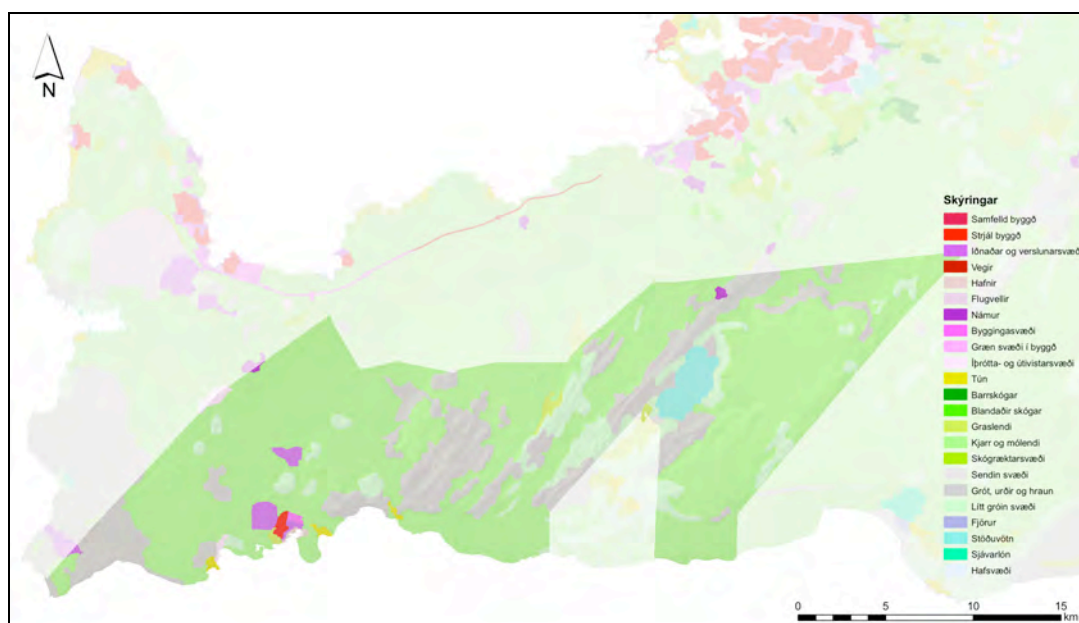 N
Skýringar
Samfelld byggð
Strjál byggð
Iðnaðar og verslunarsvæð
Vegir
Hafnir
Flugvellir
Námur
Byggingasvæði
Græn svæði í byggð
Íþrótta- og útivistarsvæði
Tún
Barrskógar
Blandaðir skógar
Graslendi
Kjarr og mólendi
Skógræktarsvæði
Sendin svæði
Grót, urðir og hraun
Lítt gróin svæði
Fjörur
Stöðuvötn
Sjávarlón
Hafsvæði
0 5 10 15
km